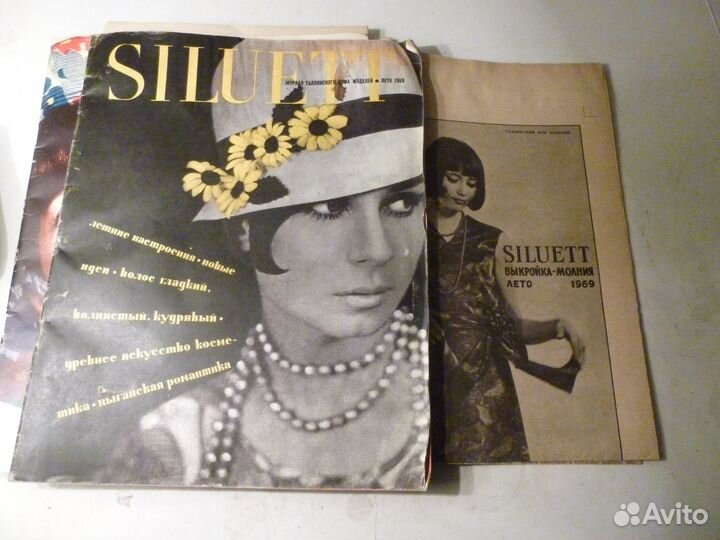 SILUETT
ЖУРНАЛ ТАЛЛИНСКОГО ДОМА МОДЕЛЕЙ • ЛЕТО 1969
летние настроения • новые
идеи • волос гладкий,
волнистый, кудрявый •
древнее искусство косме-
тика • цыганская романтика
ТАЛЛИНСКИЙ ДОМ МОДЕЛЕЙ
SILUETT
ВЫКРОЙКА-МОЛНИЯ
ЛЕТО 1969
Avito